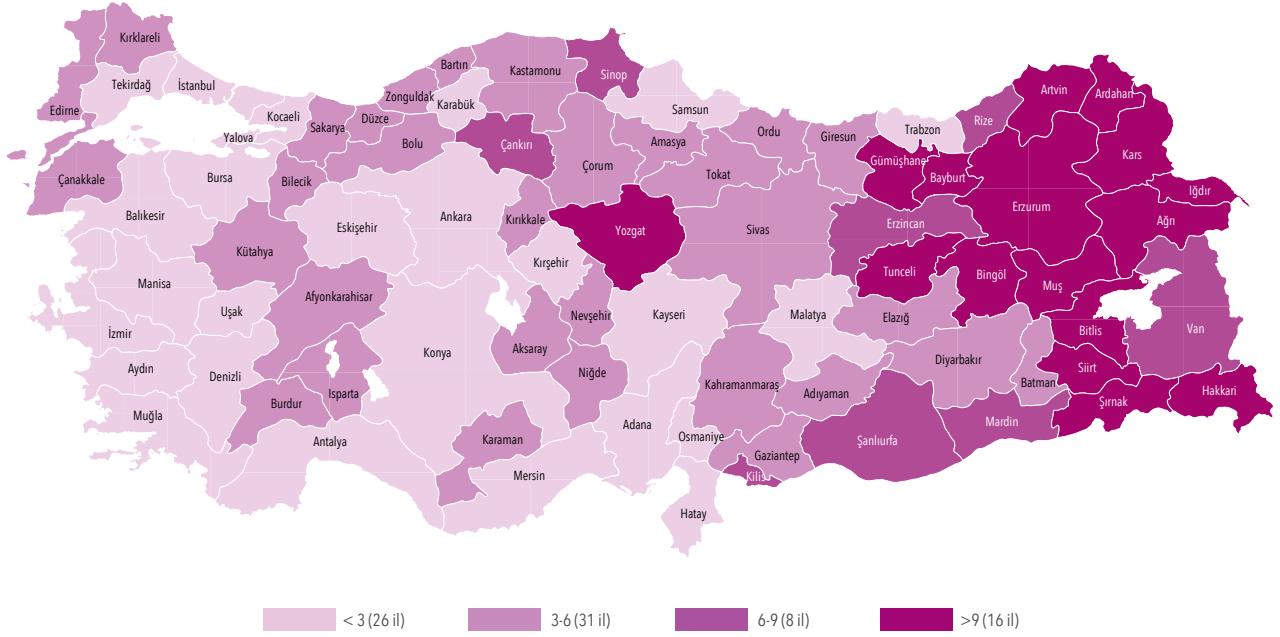 Kırklareli
Edirne
Tekirdağ
İstanbul
Kocaeli
Yalova
Sakarya
Düzce
Zonguldak
Bartın
Karabük
Kastamonu
Sinop
Samsun
Bolu
Çankırı
Çorum
Amasya
Ordu
Giresun
Trabzon
Rize
Artvin
Ardahan
Gümüşhane
Bayburt
Kars
Çanakkale
Bursa
Bilecik
Tokat
Iğdır
Balıkesir
Eskişehir
Ankara
Kırıkkale
Yozgat
Sivas
Erzincan
Erzurum
Ağrı
Kütahya
Kırşehir
Tunceli
Bingöl
Muş
Manisa
Afyonkarahisar
Uşak
Nevşehir
Kayseri
Malatya
Elazığ
İzmir
Konya
Aksaray
Bitlis
Van
Aydın
Denizli
Niğde
Diyarbakır
Siirt
Batman
Isparta
Burdur
Kahramanmaraş
Adıyaman
Hakkari
Şırnak
Muğla
Antalya
Karaman
Adana
Osmaniye
Şanlıurfa
Mardin
Gaziantep
Kilis
Mersin
Hatay
< 3 (26 il)
3-6 (31 il)
6-9 (8 il)
>9 (16 il)